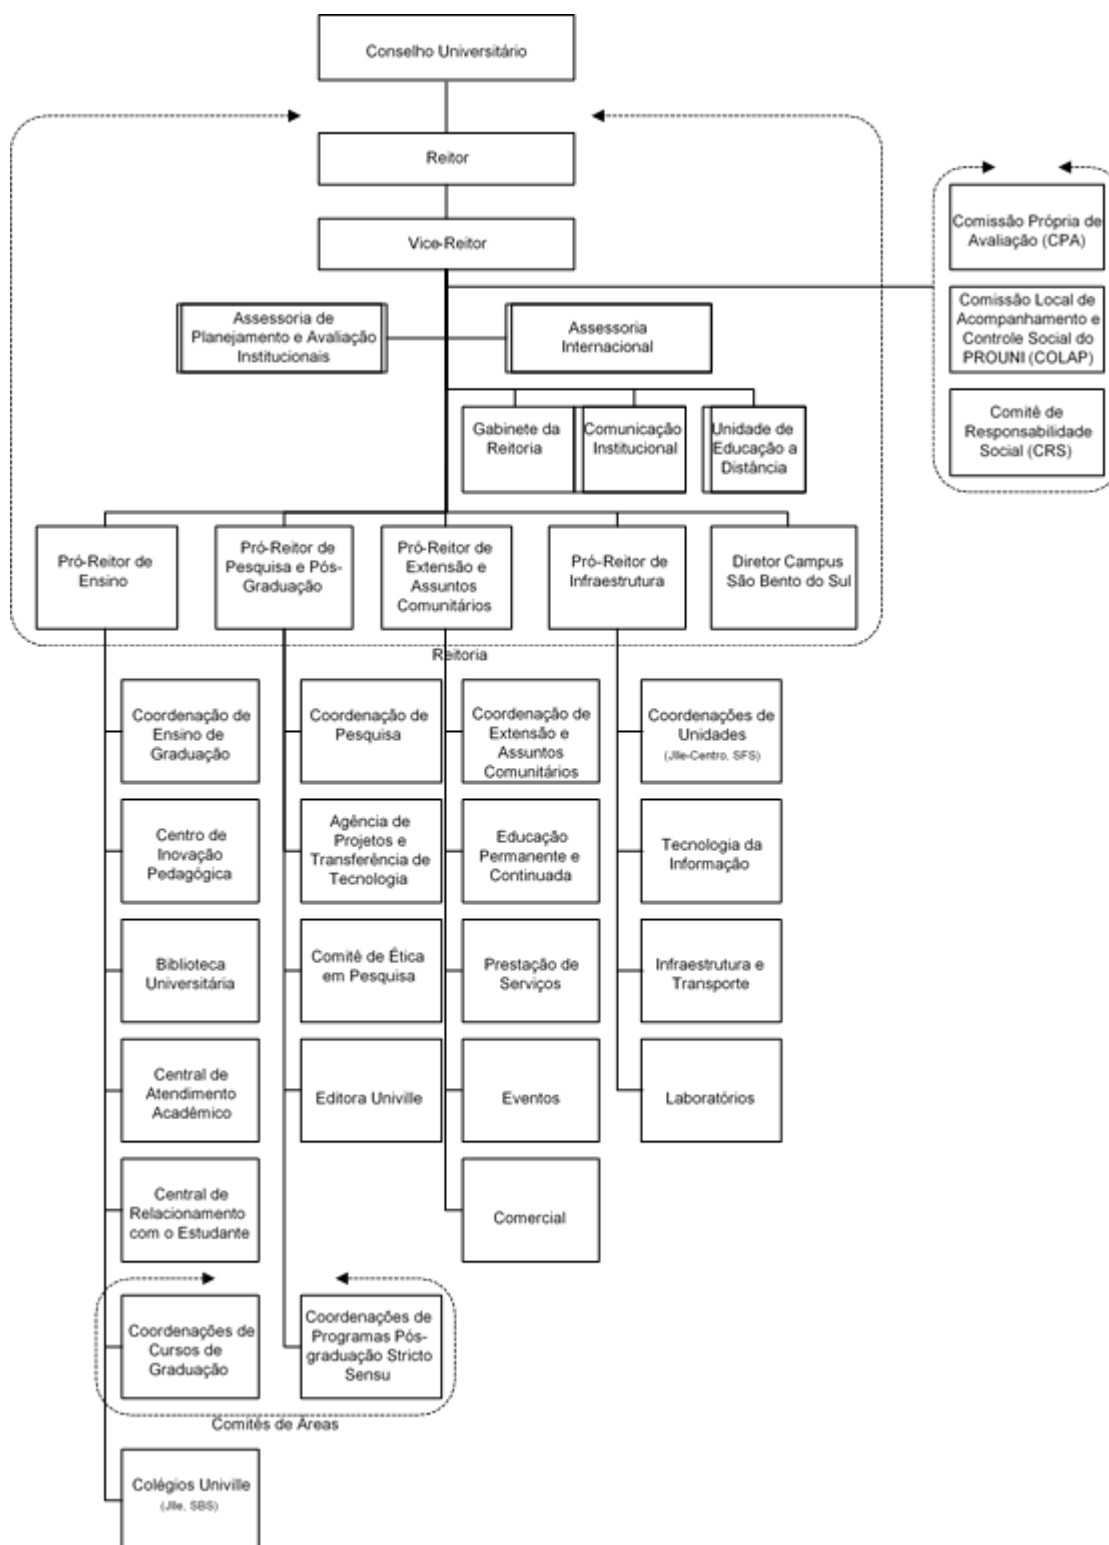 Conselho Universitário
Reitor
Vice-Reitor
Comissão Própria de
Avaliação (CPA)
Comissão Local de
Acompanhamento e
Controle Social do
PROUNI (COLAP)
Comitê de
Responsabilidade
Social (CRS)
Assessoria de
Planejamento e Avaliação
Institucionais
Assessoria
Internacional
Gabinete da
Reitoria
Comunicação
Institucional
Unidade de
Educação a
Distância
Pró-Reitor de
Ensino
Pró-Reitor de
Pesquisa e Pós-
Graduação
Pró-Reitor de
Extensão e
Assuntos
Comunitários
Pró-Reitor de
Infraestrutura
Diretor Campus
São Bento do Sul
Reitoria
Coordenação de
Ensino de
Graduação
Coordenação de
Pesquisa
Coordenação de
Extensão e
Assuntos
Comunitários
Coordenações de
Unidades
(Jlle-Centro, SFS)
Centro de
Inovação
Pedagógica
Agência de
Projetos e
Transferência de
Tecnologia
Educação
Permanente e
Continuada
Tecnologia da
Informação
Biblioteca
Universitária
Comitê de Ética
em Pesquisa
Prestação de
Serviços
Infraestrutura e
Transporte
Central de
Atendimento
Acadêmico
Editora Univille
Eventos
Laboratórios
Central de
Relacionamento
com o Estudante
Comercial
Coordenações de
Cursos de
Graduação
Coordenações de
Programas Pós-
graduação Stricto
Sensu
Comitês de Áreas
Colégios Univille
(Jlle, SBS)